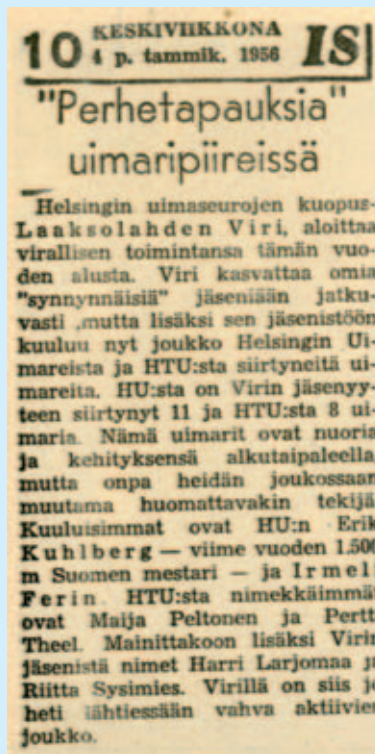 10 KESKIVIIKKONA
4 p. tammik. 1956 IS
"Perhetapauksia"
uimaripiireissä
Helsingin uimaseurojen kuopus-
Laaksolahden Viri, aloittaa
virallisen toimintansa tämän vuo-
den alusta. Viri kasvattaa omia
"synnynnäisiä" jäseniään jatku-
vasti ,mutta lisäksi sen jäsenistöön
kuuluu nyt joukko Helsingin Ui-
mareista ja HTU:sta siirtyneitä ui-
mareita. HU:sta on Virin jäsenyy-
teen siirtynyt 11 ja HTU:sta 8 ui-
maria. Nämä uimarit ovat nuoria
ja kehityksensä alkutaipaleella,
mutta onpa heidän joukossaan
muutama huomattavakin tekijä.
Kuuluisimmat ovat HU:n Erik
Kuhlberg — viime vuoden 1.500
m Suomen mestari — ja Irmeli
Ferin. HTU:sta nimekkäimmät
ovat Maija Peltonen ja Pertt
Theel. Mainittakoon lisäksi Virin
jäsenistä nimet Harri Larjomaa ja
Riitta Sysimies. Virillä on siis jo
heti lähtiessään vahva aktiivien
joukko.